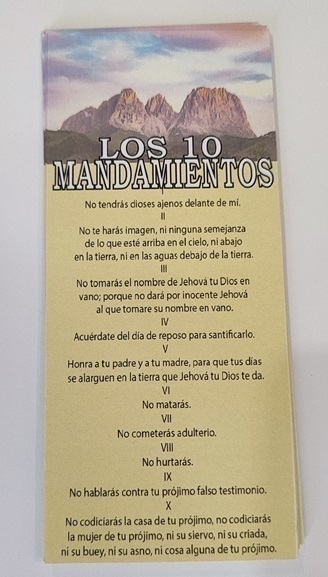 LOS 10
MANDAMIENTOS
No tendrás dioses ajenos delante de mí.
II
No te harás imagen, ni ninguna semejanza
de lo que esté arriba en el cielo, ni abajo
en la tierra, ni en las aguas debajo de la tierra.
III
No tomarás el nombre de Jehová tu Dios en
vano; porque no dará por inocente Jehová
al que tomare su nombre en vano.
IV
Acuérdate del día de reposo para santificarlo.
V
Honra a tu padre y a tu madre, para que tus días
se alarguen en la tierra que Jehová tu Dios te da.
VI
No matarás.
VII
No cometerás adulterio.
VIII
No hurtarás.
IX
No hablarás contra tu prójimo falso testimonio.
X
No codiciarás la casa de tu prójimo, no codiciarás
la mujer de tu prójimo, ni su siervo, ni su criada,
ni su buey, ni su asno, ni cosa alguna de tu prójimo.